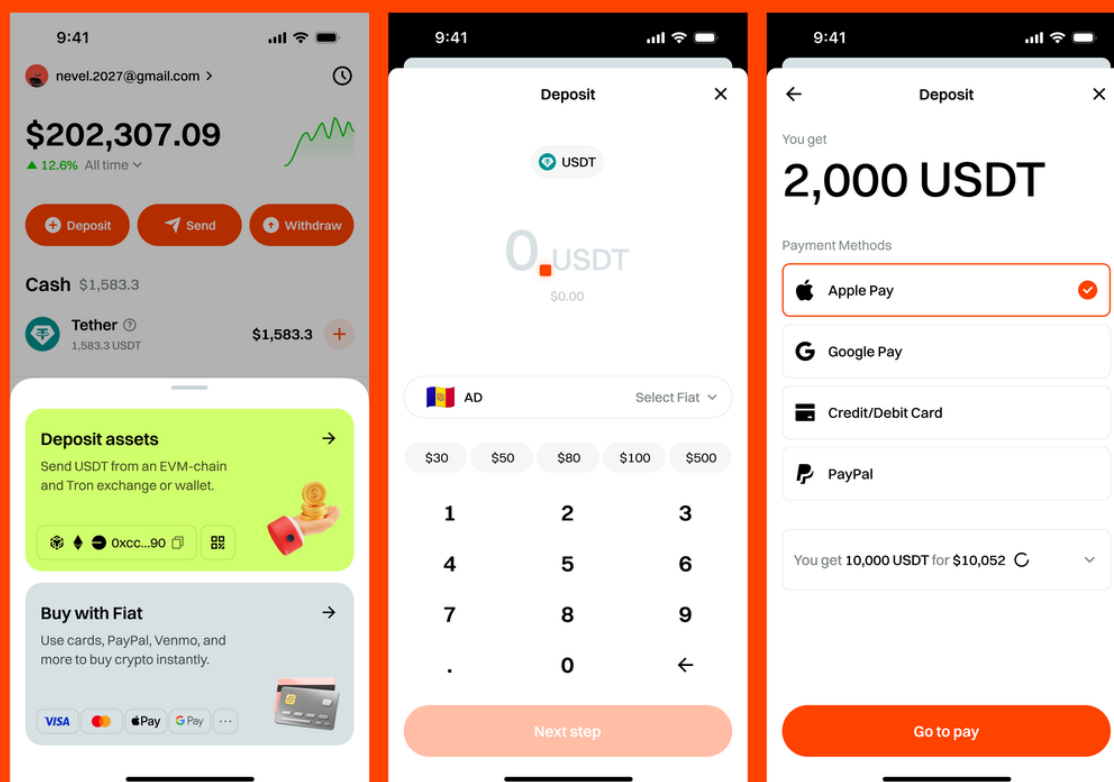 9:41
nevel.2027@gmail.com >
$202,307.09
▲ 12.6% All time
Deposit
Send
Withdraw
Cash $1,583.3
Tether
1,583.3 USDT
$1,583.3 +
Deposit assets →
Send USDT from an EVM-chain
and Tron exchange or wallet.
0xcc...90
Buy with Fiat →
Use cards, PayPal, Venmo, and
more to buy crypto instantly.
VISA
Pay
G Pay
...
9:41
Deposit
USDT
0 USDT
$0.00
AD
Select Fiat
$30 $50 $80 $100 $500
1 2 3
4 5 6
7 8 9
. 0 ←
Next step
9:41
← Deposit
You get
2,000 USDT
Payment Methods
Apple Pay
Google Pay
Credit/Debit Card
PayPal
You get 10,000 USDT for $10,052
Go to pay